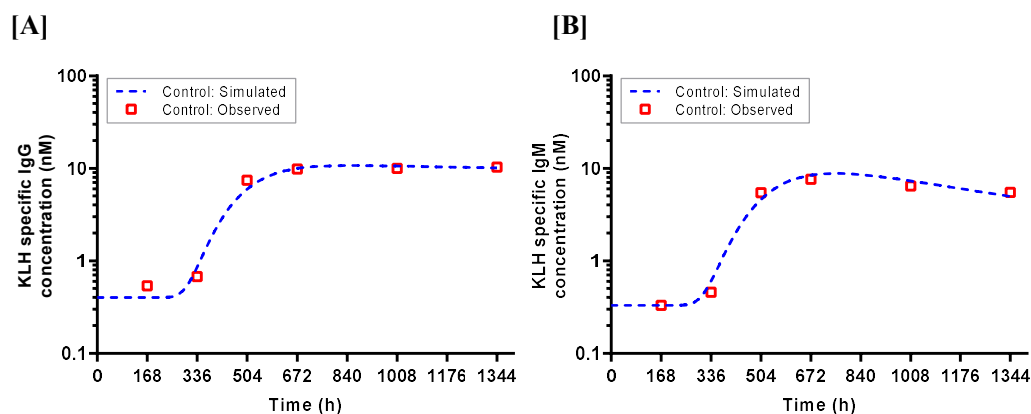 [A]
KLH specific IgG
concentration (nM)
100
10
1
0.1
Control: Simulated
Control: Observed
0 168 336 504 672 840 1008 1176 1344
Time (h)
[B]
KLH specific IgM
concentration (nM)
100
10
1
0.1
Control: Simulated
Control: Observed
0 168 336 504 672 840 1008 1176 1344
Time (h)